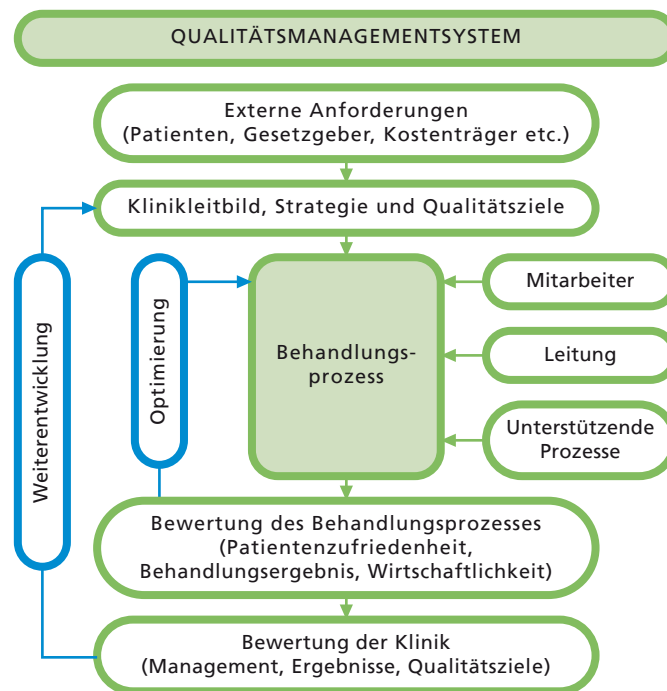 QUALITÄTSMANAGEMENTSYSTEM
Externe Anforderungen
(Patienten, Gesetzgeber, Kostenträger etc.)
Klinikleitbild, Strategie und Qualitätsziele
Weiterentwicklung
Optimierung
Behandlungs-
prozess
Mitarbeiter
Leitung
Unterstützende
Prozesse
Bewertung des Behandlungsprozesses
(Patientenzufriedenheit,
Behandlungsergebnis, Wirtschaftlichkeit)
Bewertung der Klinik
(Management, Ergebnisse, Qualitätsziele)